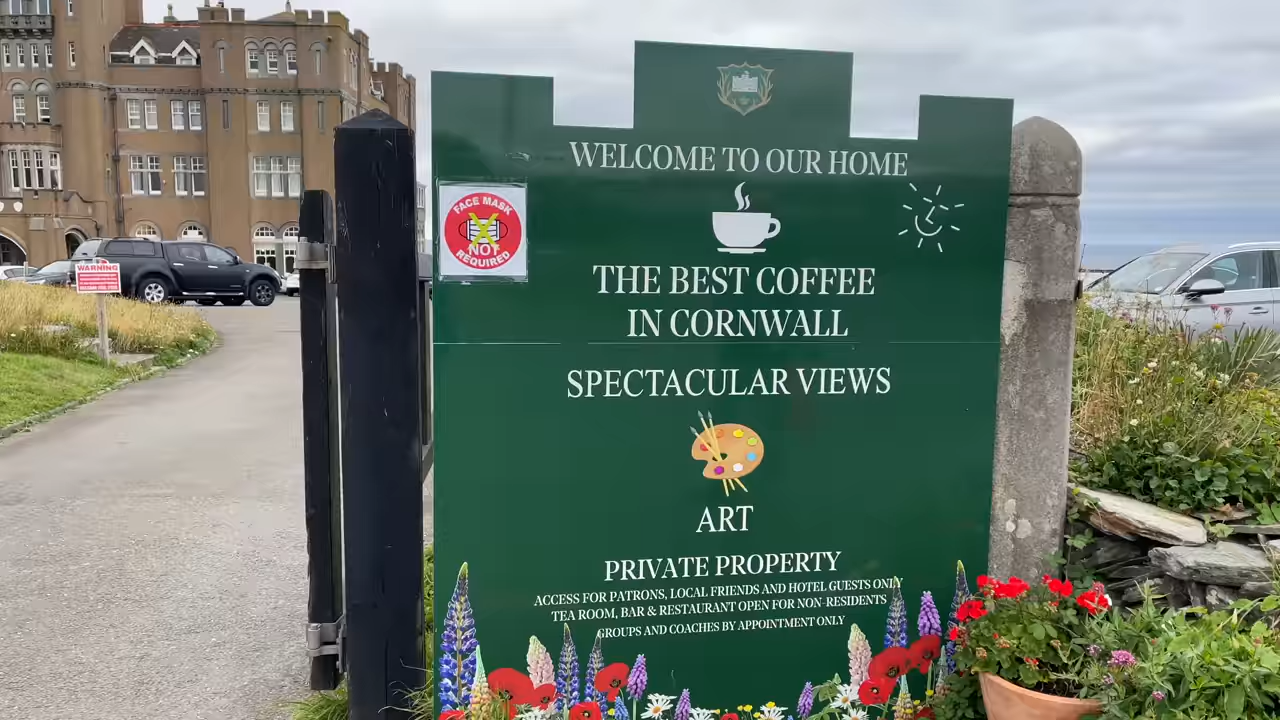 WELCOME TO OUR HOME
FACE MASK
NOT
REQUIRED
THE BEST COFFEE
IN CORNWALL
SPECTACULAR VIEWS
ART
PRIVATE PROPERTY
ACCESS FOR PATRONS, LOCAL FRIENDS AND HOTEL GUESTS ONLY
TEA ROOM, BAR & RESTAURANT OPEN FOR NON-RESIDENTS
GROUPS AND COACHES BY APPOINTMENT ONLY
WARNING